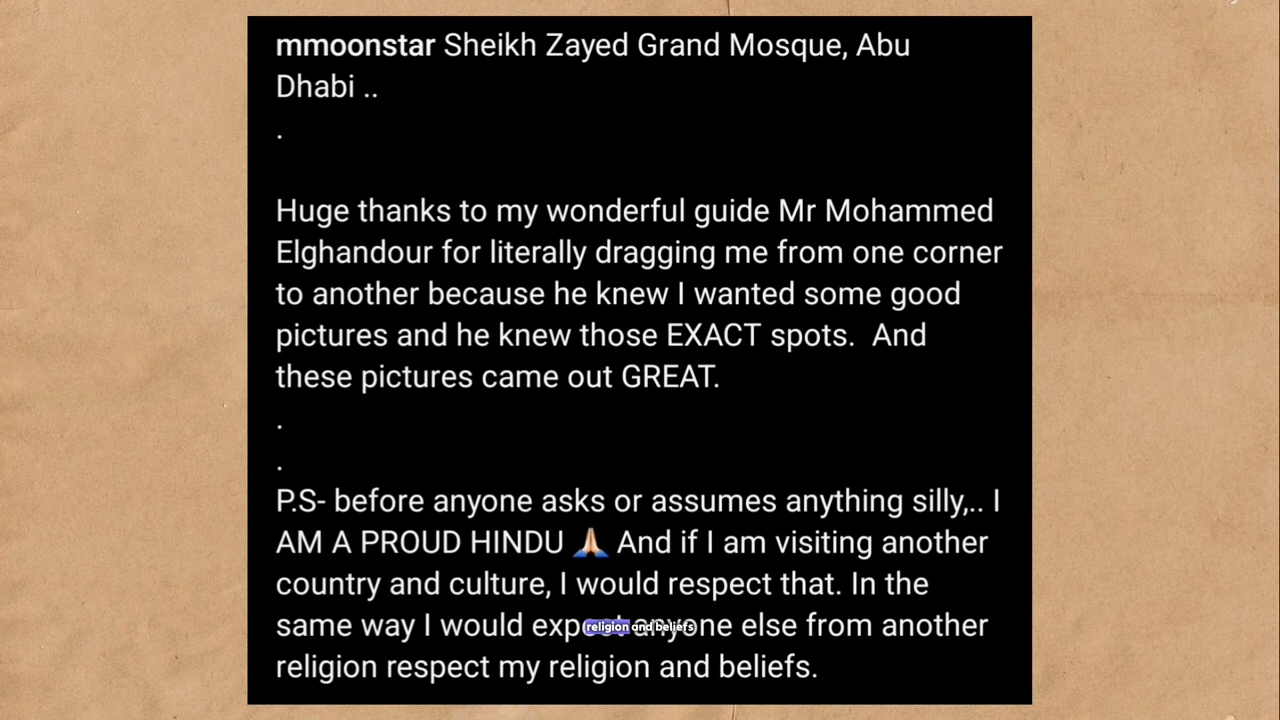 mmoonstar Sheikh Zayed Grand Mosque, Abu
Dhabi ..
.
Huge thanks to my wonderful guide Mr Mohammed
Elghandour for literally dragging me from one corner
to another because he knew I wanted some good
pictures and he knew those EXACT spots.  And
these pictures came out GREAT.
.
.
P.S- before anyone asks or assumes anything silly,.. I
AM A PROUD HINDU 🙏🏻 And if I am visiting another
country and culture, I would respect that. In the
same way I would expect anyone else from another
religion and beliefs
religion respect my religion and beliefs.